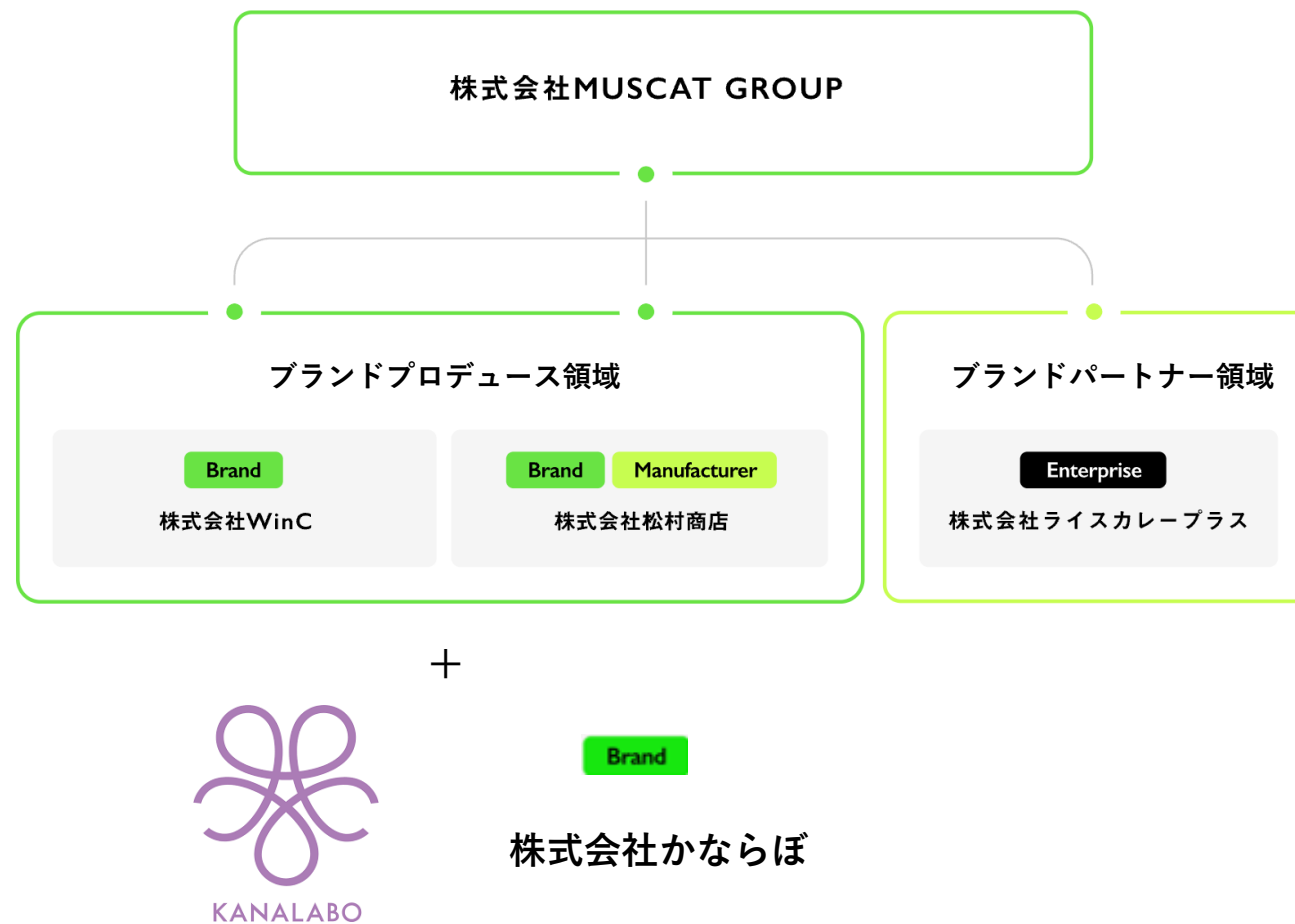 株式会社MUSCAT GROUP
ブランドプロデュース領域
ブランドパートナー領域
Brand
Brand
Manufacturer
Enterprise
株式会社WinC
株式会社松村商店
株式会社ライスカレープラス
+
Brand
株式会社かならぼ
KANALABO